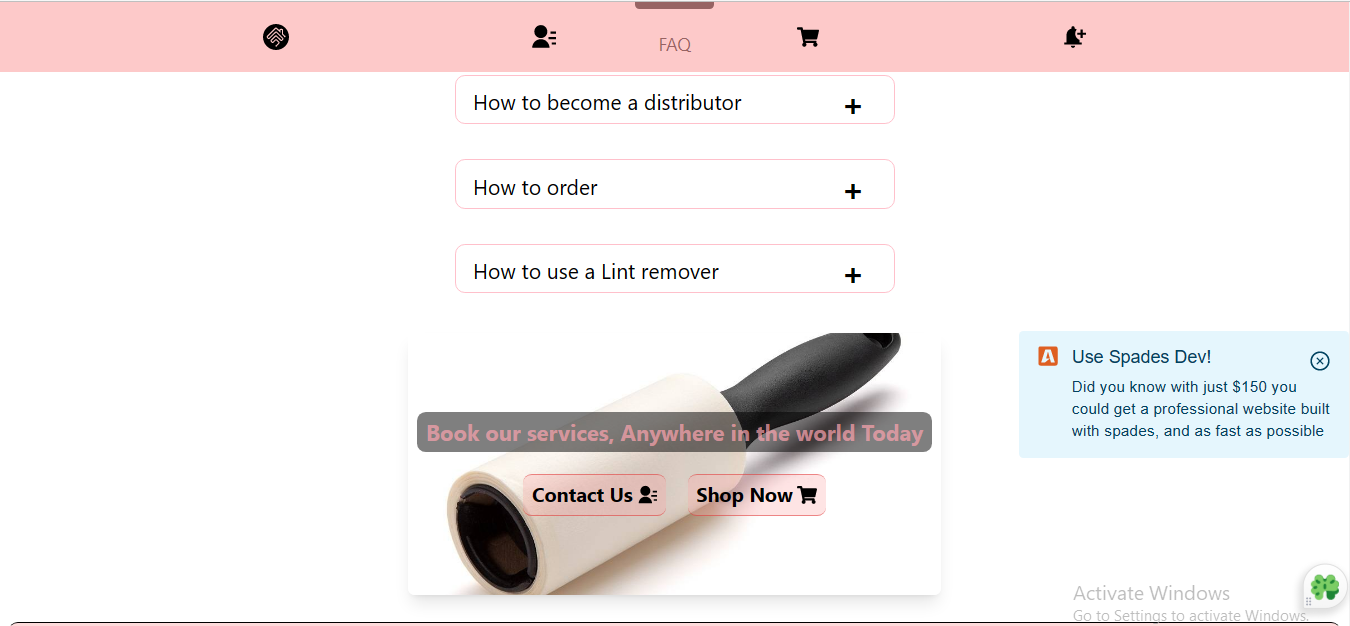 FAQ
How to become a distributor
How to order
How to use a Lint remover
Use Spades Dev!
Did you know with just $150 you
could get a professional website built
with spades, and as fast as possible
Book our services, Anywhere in the world Today
Contact Us
Shop Now
Activate Windows
Go to Settings to activate Windows.